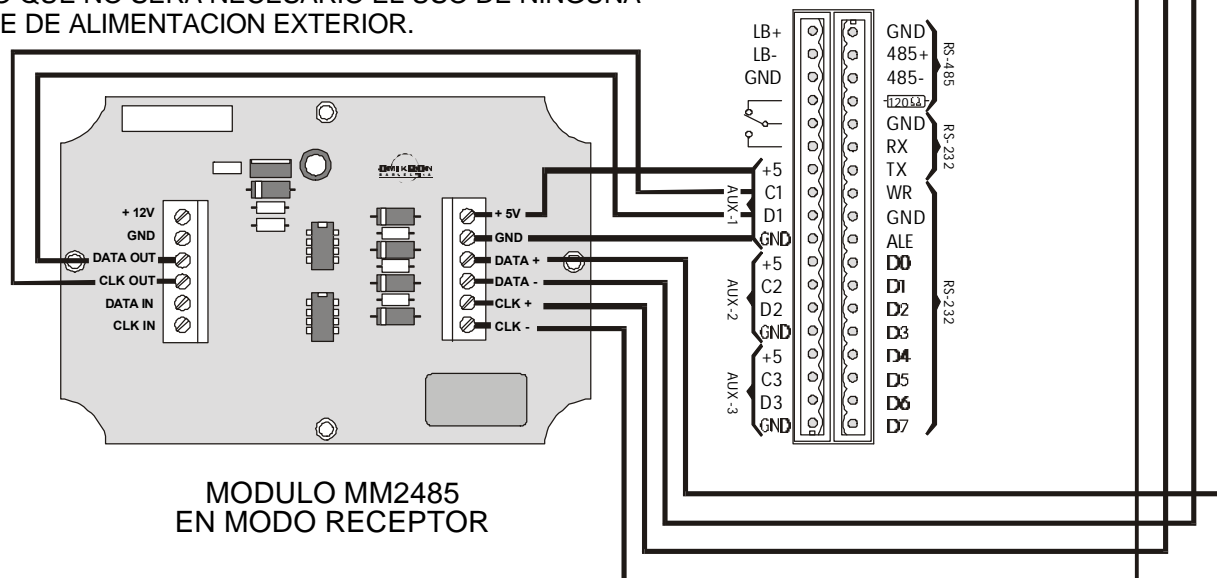 O QUE NO SERA NECESARIO EL USO DE NINGUNA
E DE ALIMENTACION EXTERIOR.
+ 12V
GND
DATA OUT
CLK OUT
DATA IN
CLK IN
+ 5V
GND
DATA +
DATA -
CLK +
CLK -
MODULO MM2485
EN MODO RECEPTOR
LB+
LB-
GND
+5
C1
D1
GND
AUX-1
+5
C2
D2
GND
AUX-2
+5
C3
D3
GND
AUX-3
GND
485+
485-
120Ω
RS-485
GND
RX
TX
RS-232
WR
GND
ALE
D0
D1
D2
D3
D4
D5
D6
D7
RS-232